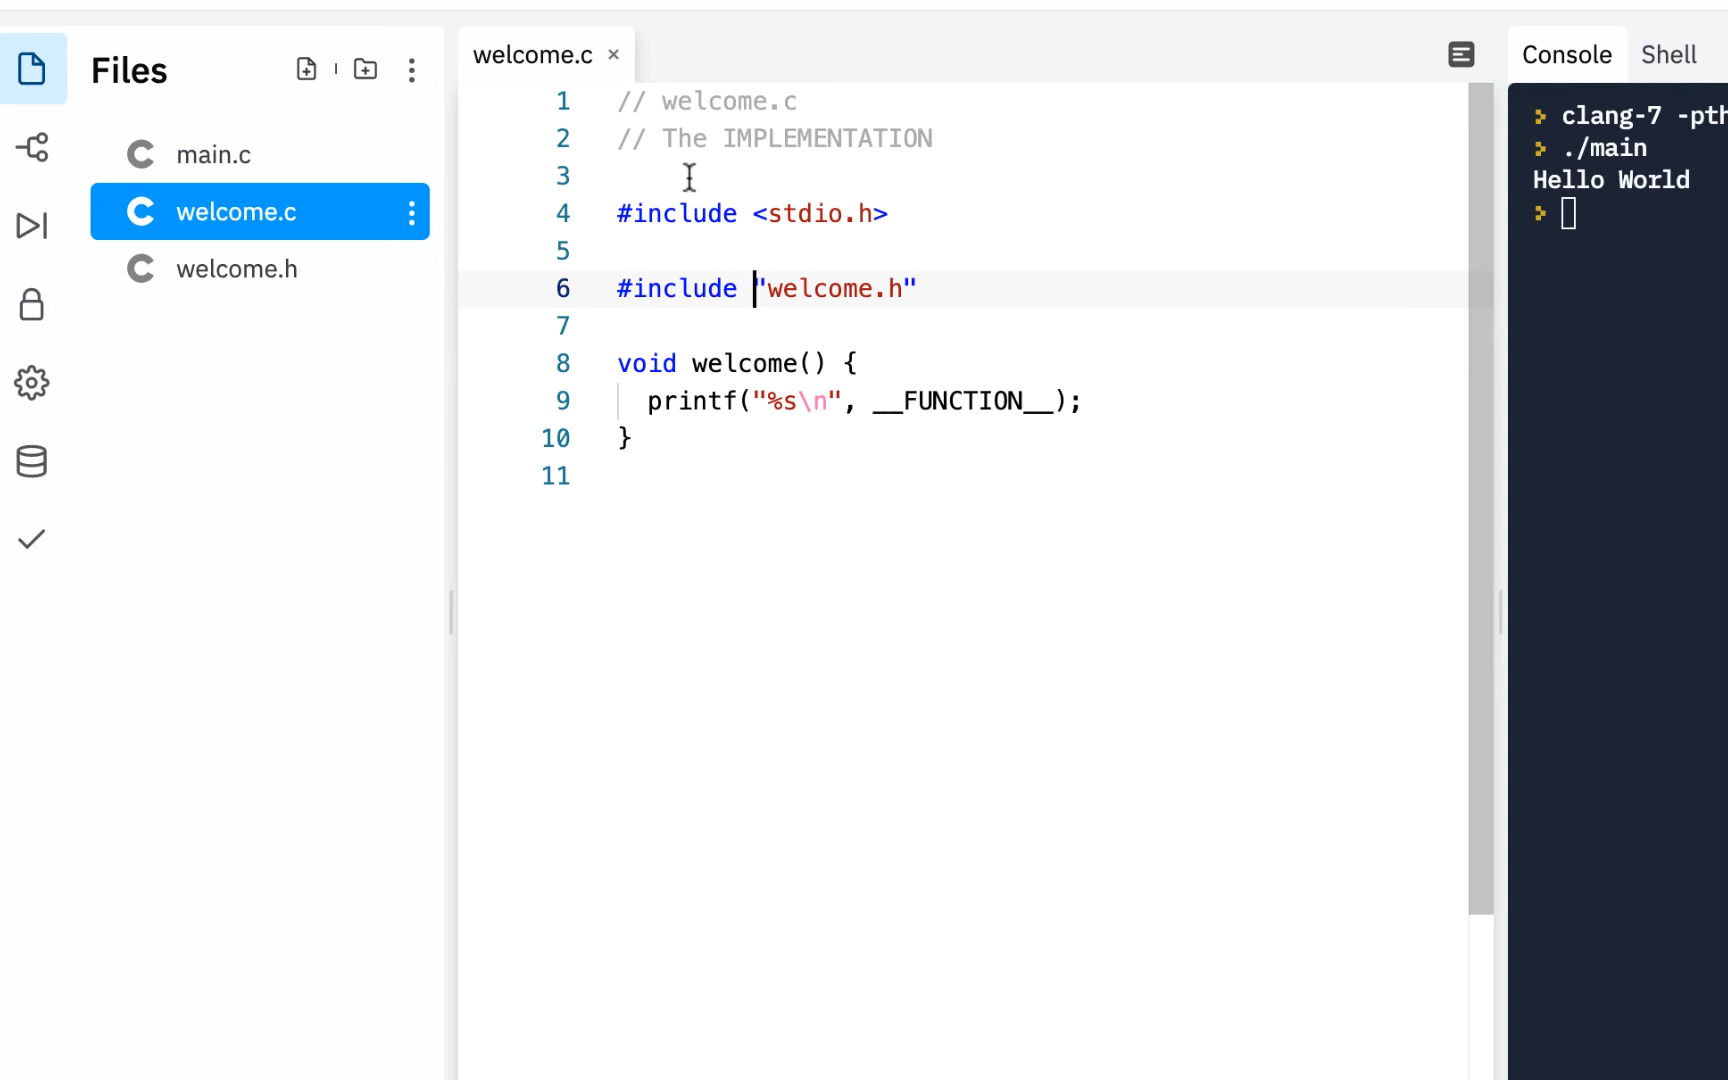 Files
main.c
welcome.c
welcome.h
welcome.c ×
1 // welcome.c
2 // The IMPLEMENTATION
3
4 #include <stdio.h>
5
6 #include "welcome.h"
7
8 void welcome() {
9 printf("%s\n", __FUNCTION__);
10 }
11
Console Shell
clang-7 -pth
./main
Hello World